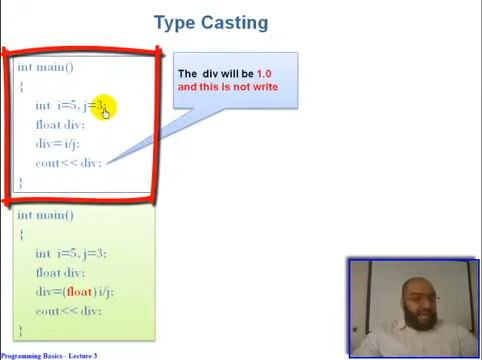 Type Casting
int main()
{
int i=5, j=3;
float div;
div= i/j;
cout<< div;
}
The div will be 1.0
and this is not write
int main()
{
int i=5, j=3;
float div;
div=(float) i/j;
cout<< div;
}
Programming Basics - Lecture 3